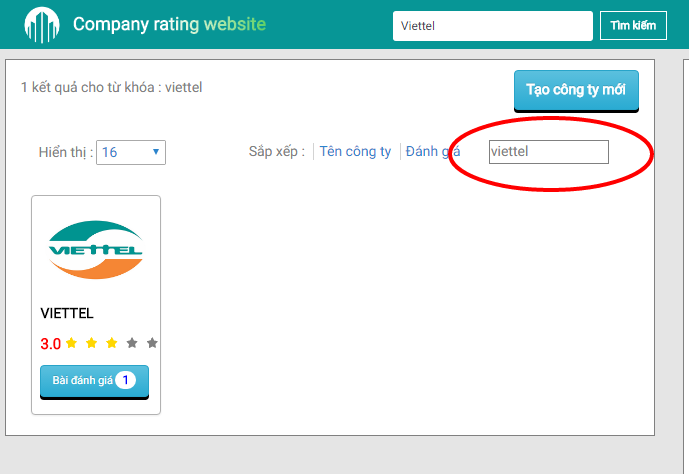 Company rating website
Viettel
Tìm kiếm
1 kết quả cho từ khóa : viettel
Tạo công ty mới
Hiển thị : 16
Sắp xếp : Tên công ty Đánh giá
viettel
VIETTEL
VIETTEL
3.0
Bài đánh giá 1